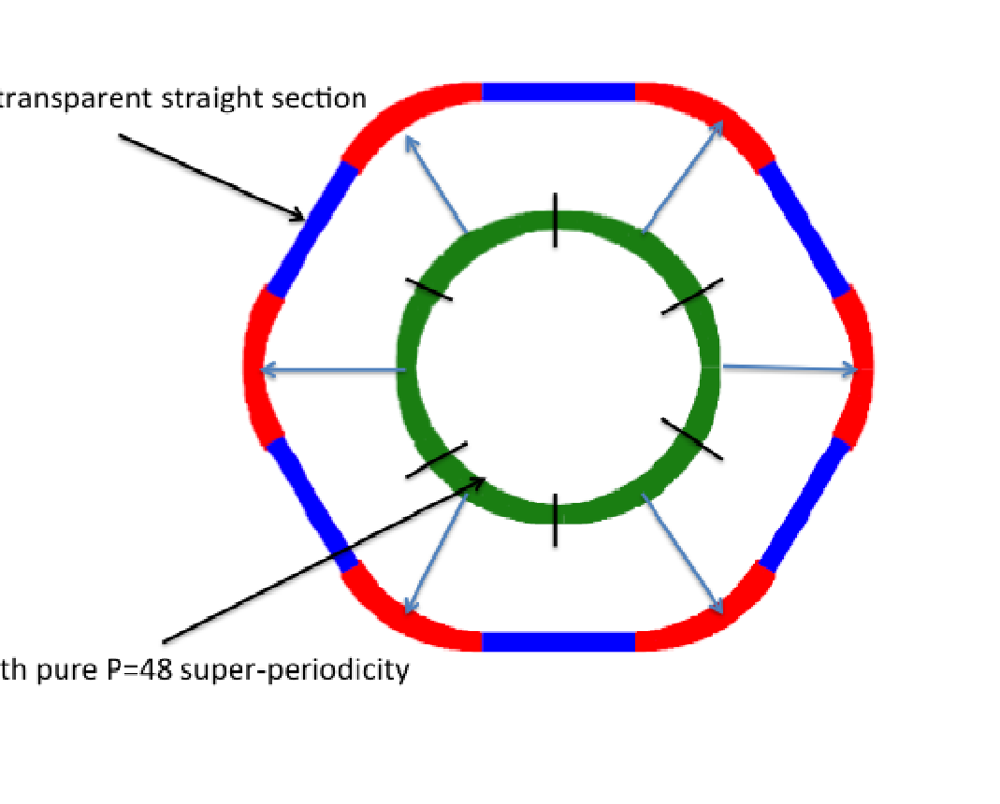 transparent straight section
th pure P=48 super-periodicity